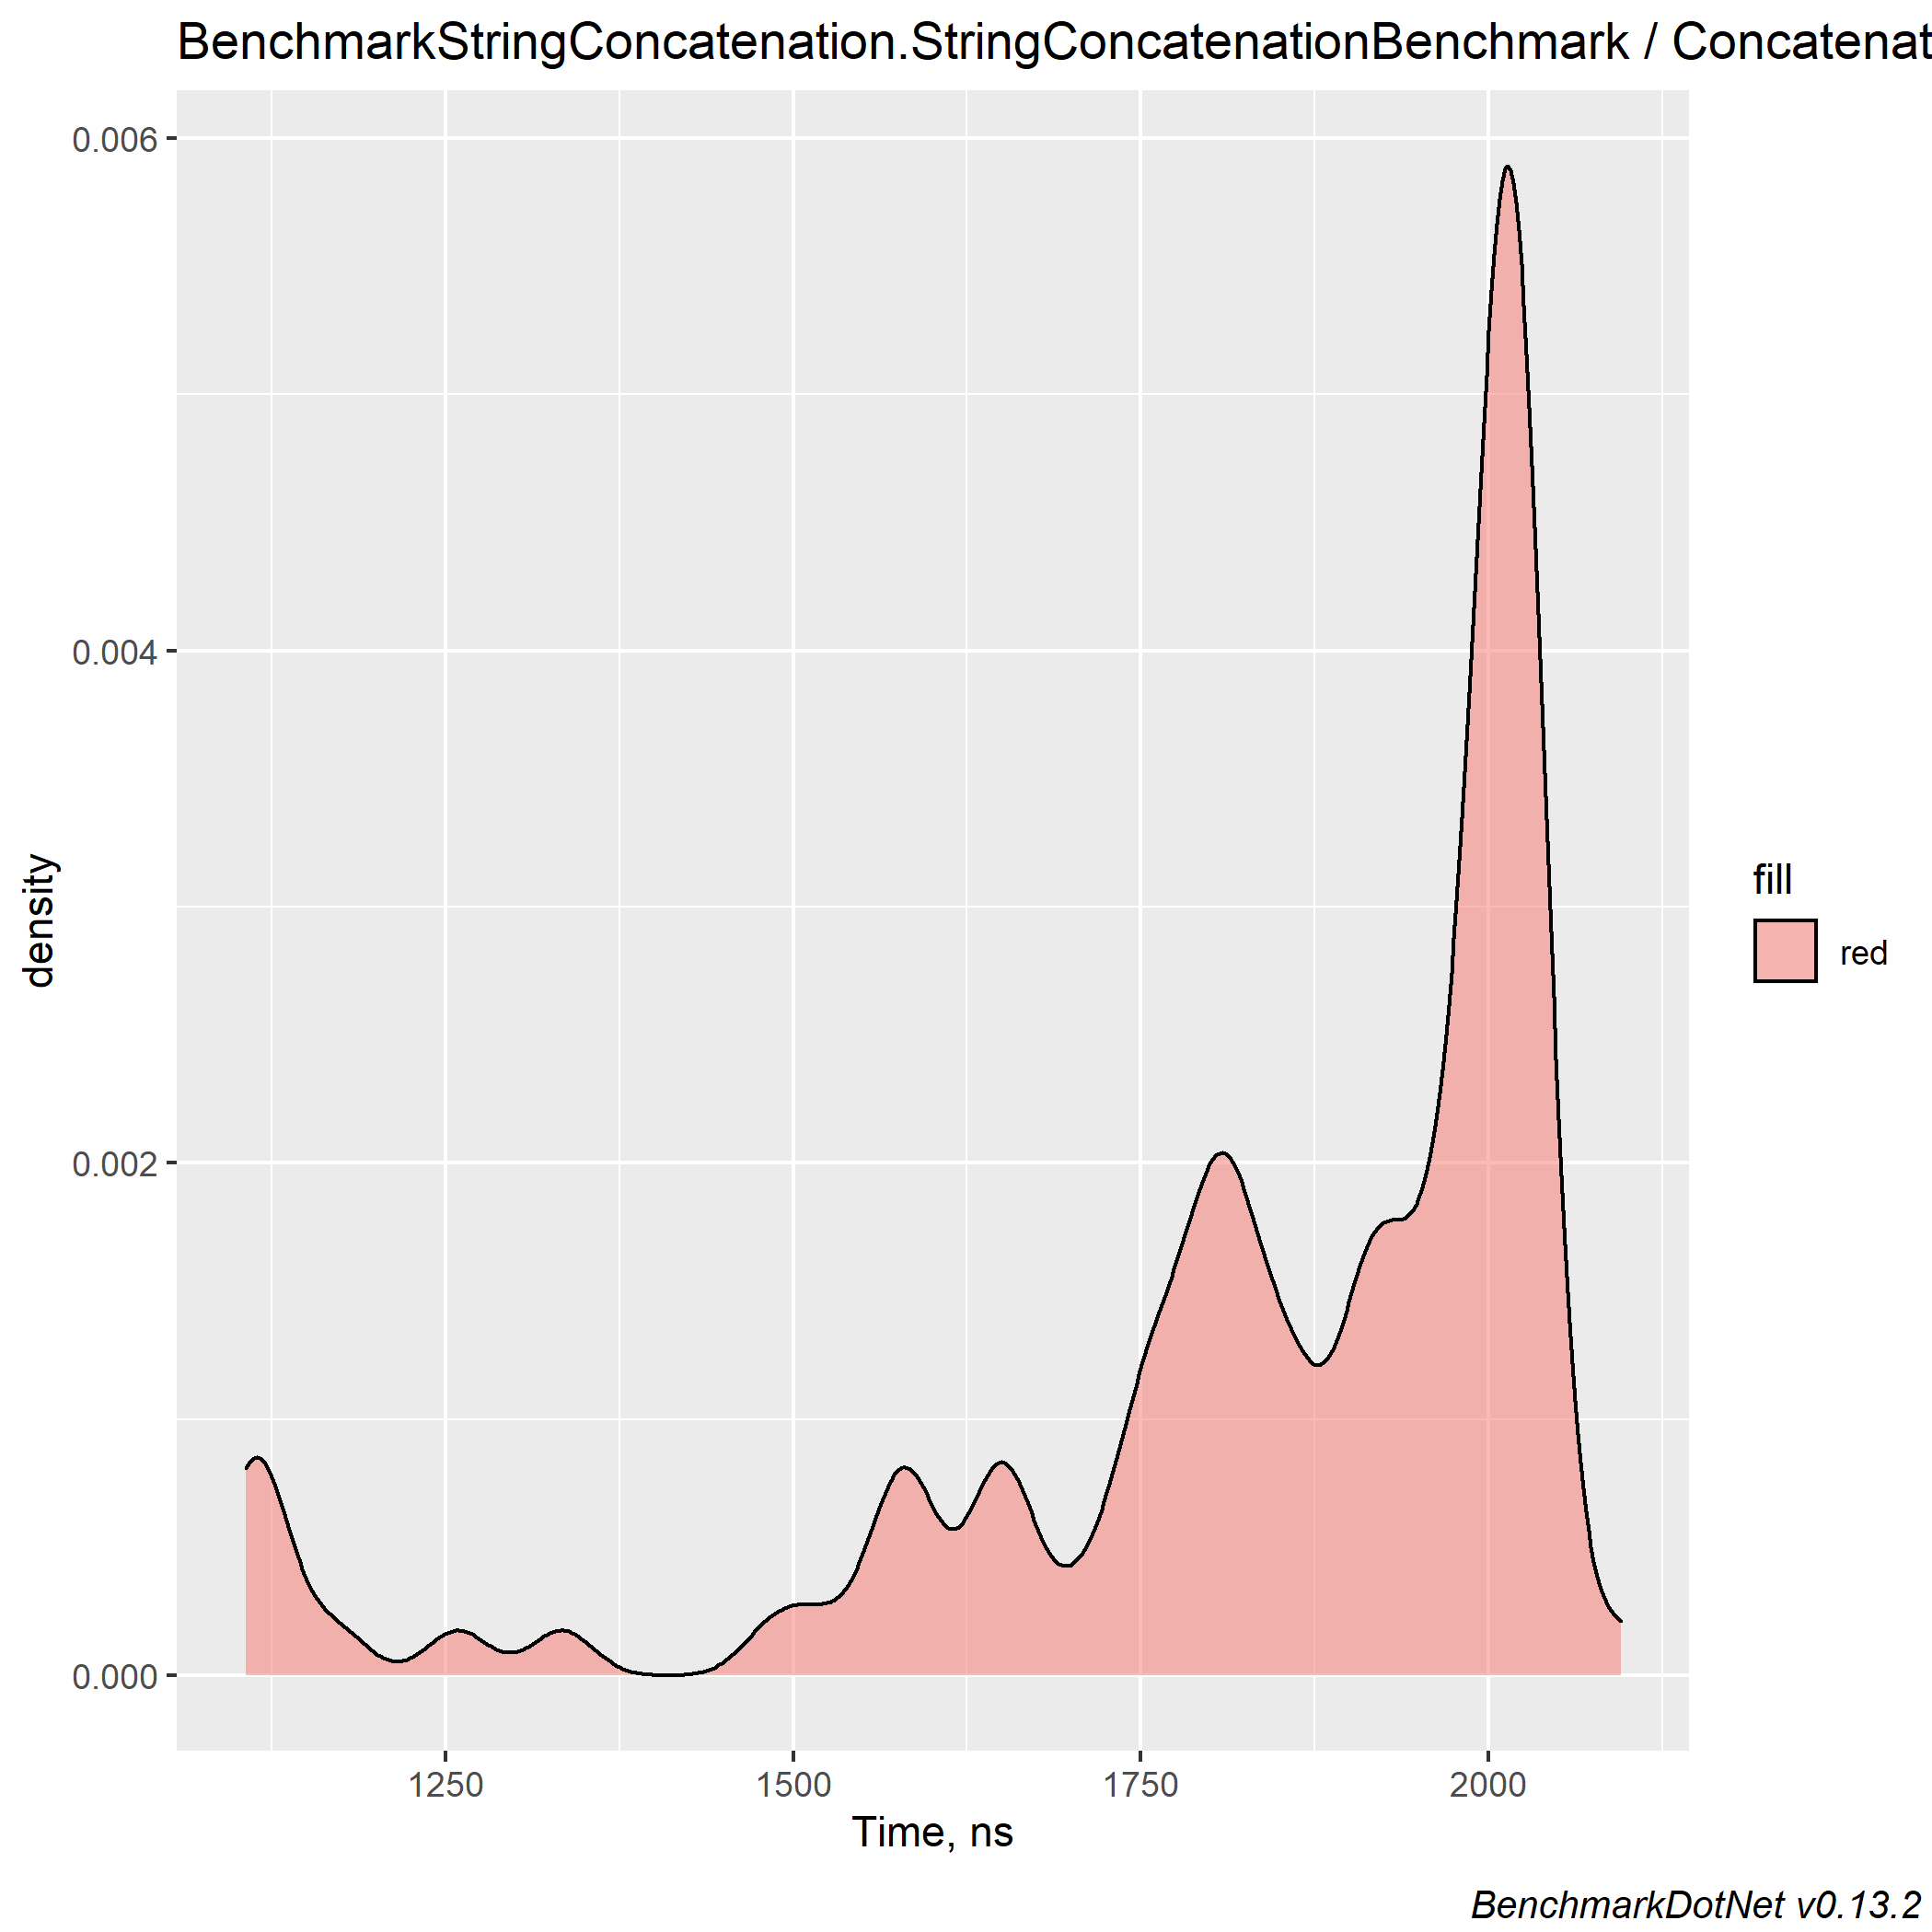 BenchmarkStringConcatenation.StringConcatenationBenchmark / Concatenat
0.006
0.004
0.002
0.000
density
1250 1500 1750 2000
Time, ns
fill
red
BenchmarkDotNet v0.13.2